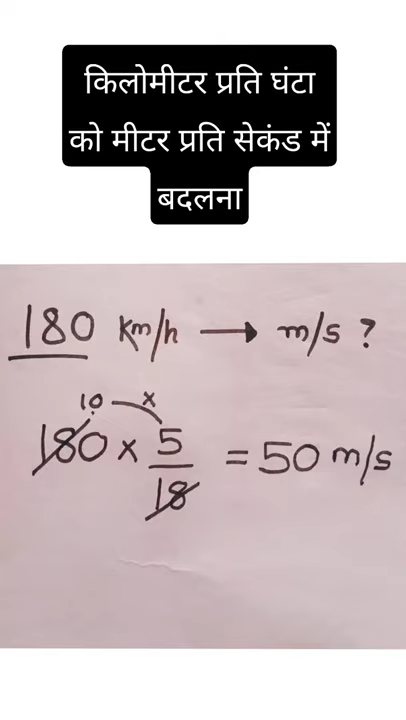 किलोमीटर प्रति घंटा
को मीटर प्रति सेकंड में
बदलना
180 km/h → m/s ?
10 x
180 × 5/18 = 50 m/s